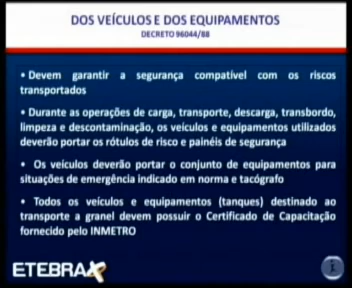 DOS VEÍCULOS E DOS EQUIPAMENTOS
DECRETO 96044/88
• Devem garantir a segurança compatível com os riscos
transportados
• Durante as operações de carga, transporte, descarga, transbordo,
limpeza e descontaminação, os veículos e equipamentos utilizados
deverão portar os rótulos de risco e painéis de segurança
• Os veículos deverão portar o conjunto de equipamentos para
situações de emergência indicado em norma e tacógrafo
• Todos os veículos e equipamentos (tanques) destinado ao
transporte a granel devem possuir o Certificado de Capacitação
fornecido pelo INMETRO
ETEBRAX